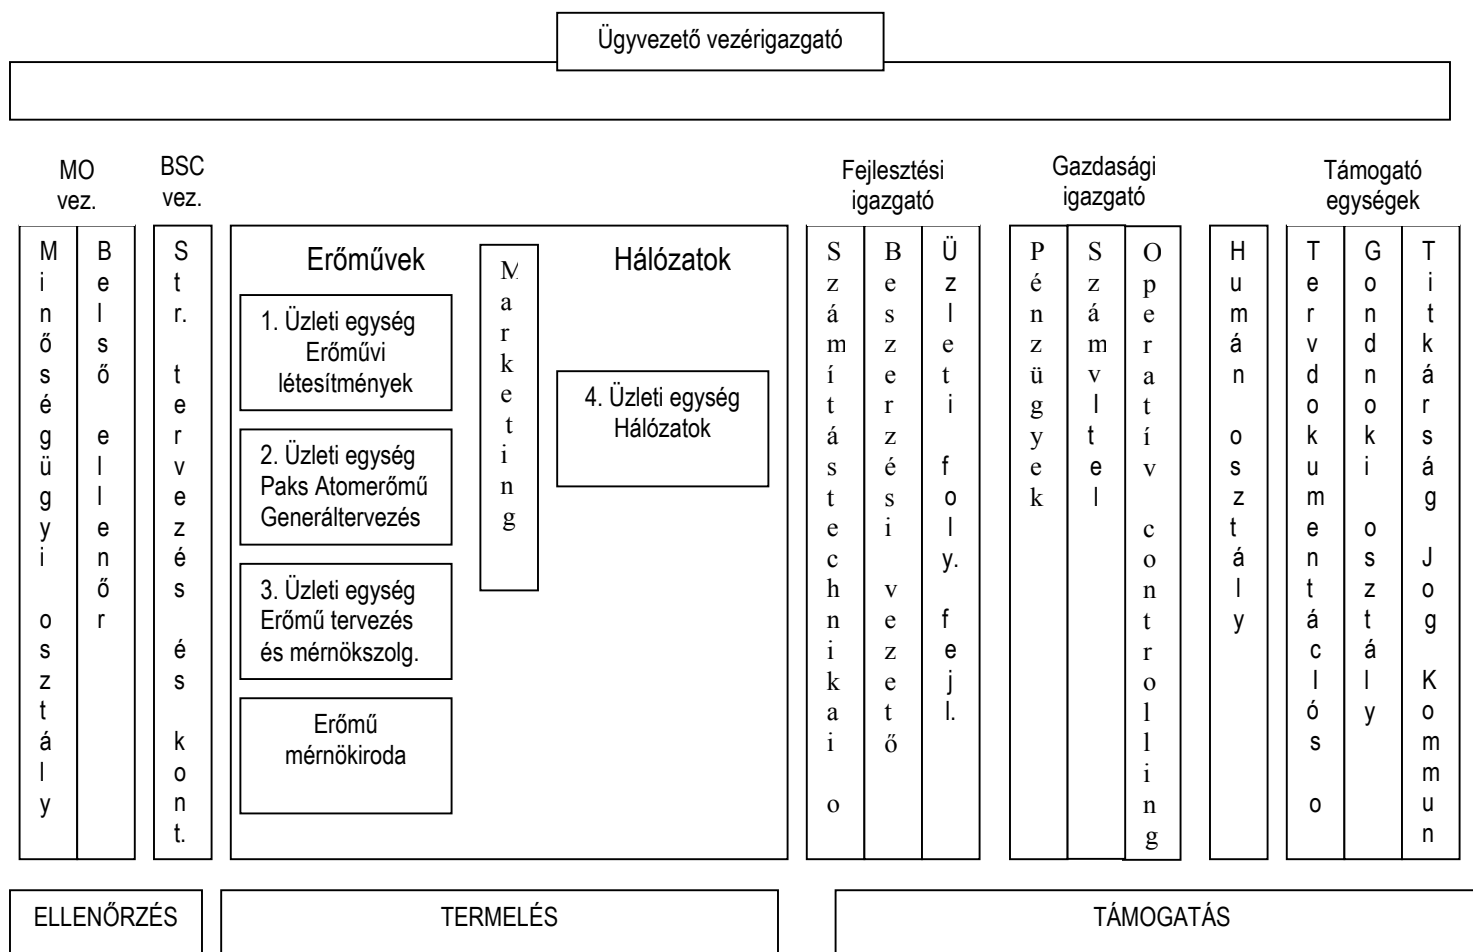 Ügyvezető vezérigazgató
MO
vez.
BSC
vez.
Fejlesztési
igazgató
Gazdasági
igazgató
Támogató
egységek
Minőségügyi osztály
Belső ellenőr
Str. tervezés és kont.
Erőművek
1. Üzleti egység
Erőművi
létesítmények
2. Üzleti egység
Paks Atomerőmű
Generáltervezés
3. Üzleti egység
Erőmű tervezés
és mérnökszolg.
Erőmű
mérnökiroda
Marketing
Hálózatok
4. Üzleti egység
Hálózatok
Számítástechnikai o
Beszerzési vezető
Üzleti foly. fejl.
Pénzügyek
Számvltel
Operatív controlling
Humán osztály
Tervdokumentáclós o
Gondnoki osztály
Titkárság Jog Kommun
ELLENŐRZÉS
TERMELÉS
TÁMOGATÁS